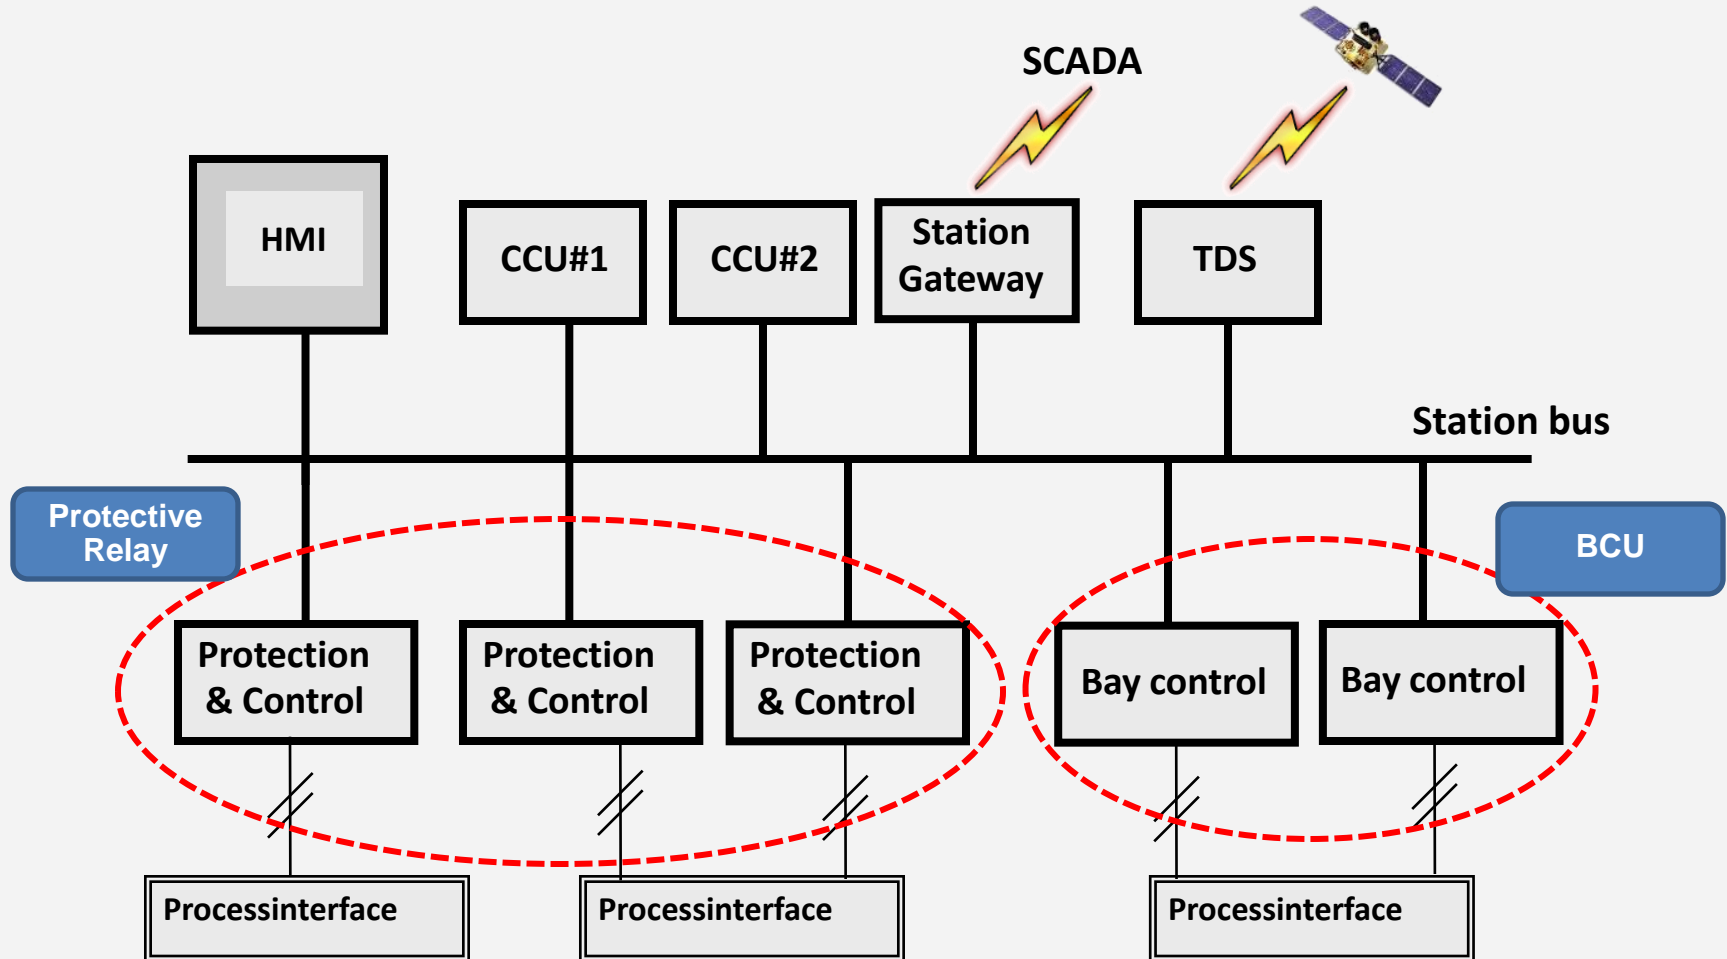 SCADA
HMI
CCU#1
CCU#2
Station
Gateway
TDS
Station bus
Protective
Relay
BCU
Protection
& Control
Protection
& Control
Protection
& Control
Bay control
Bay control
Processinterface
Processinterface
Processinterface